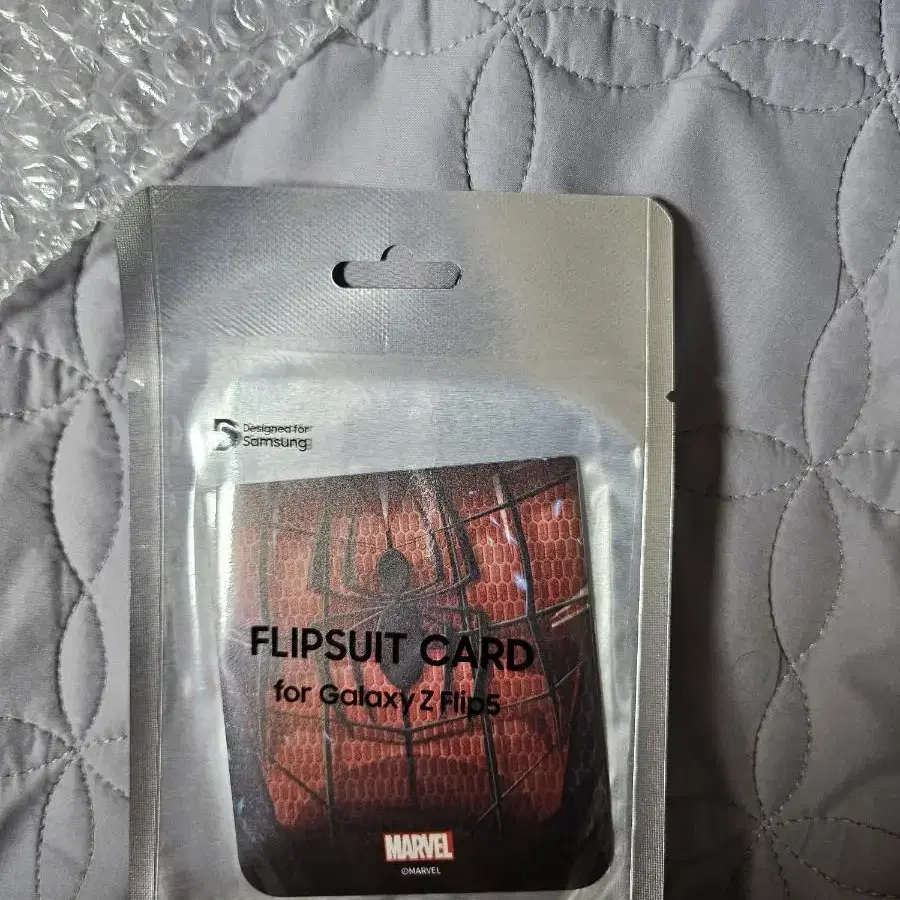 Designed for
Samsung
FLIPSUIT CARD
for Galaxy Z Flip5
MARVEL
©MARVEL